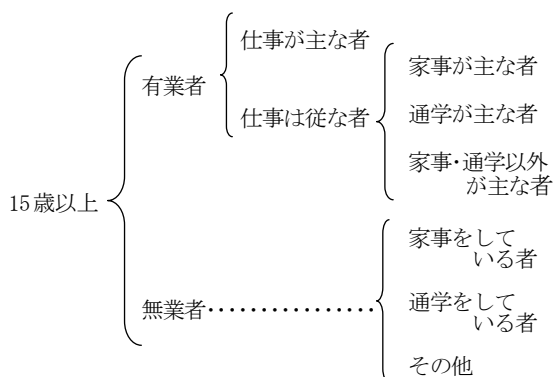 仕事が主な者
有業者
仕事は従な者
家事が主な者
通学が主な者
家事・通学以外
が主な者
15歳以上
無業者・・・・・・・・・・・・・・・・
家事をして
いる者
通学をして
いる者
その他